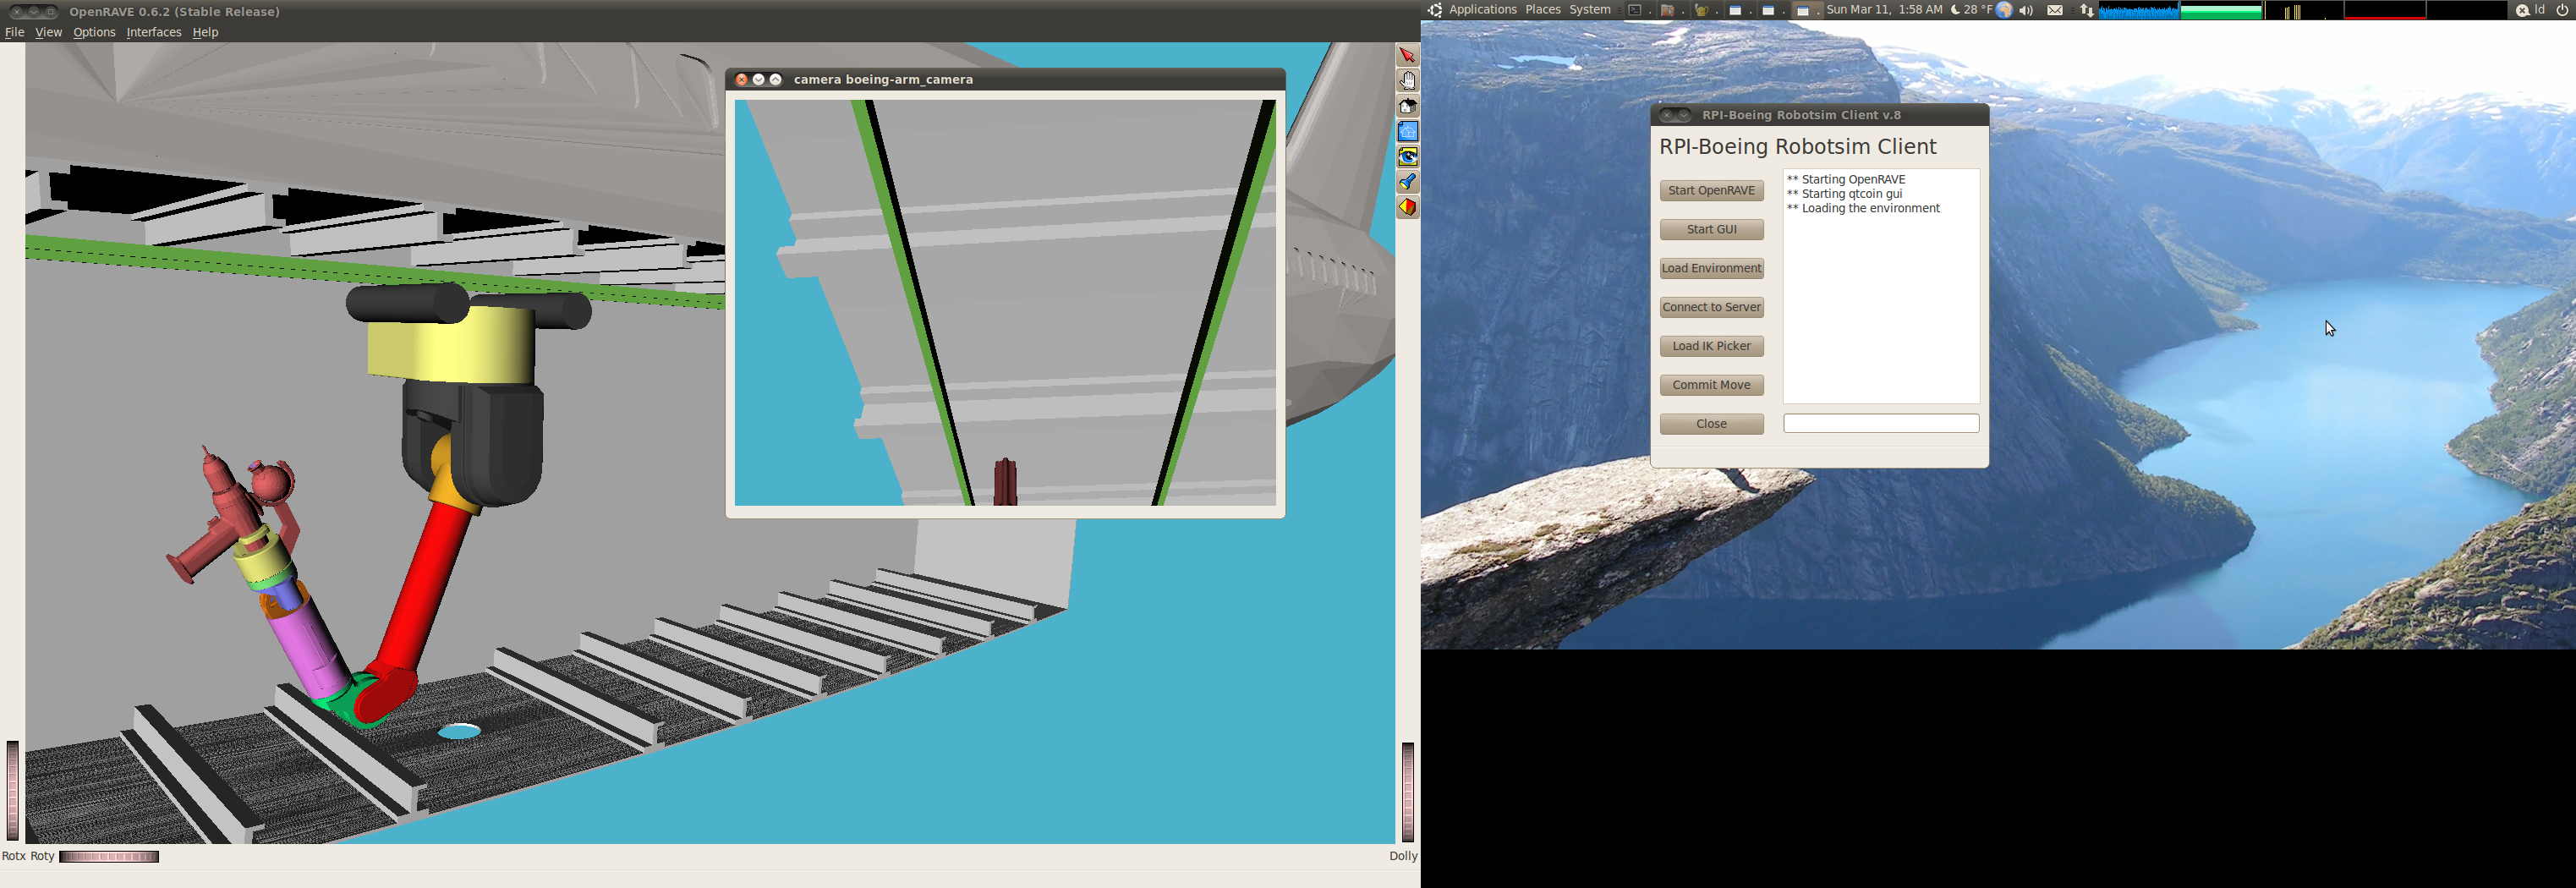 OpenRAVE 0.6.2 (Stable Release)
File View Options Interfaces Help
camera boeing-arm_camera
Rotx Roty
Dolly
Applications Places System
Sun Mar 11, 1:58 AM
28 °F
ld
RPI-Boeing Robotsim Client v.8
RPI-Boeing Robotsim Client
Start OpenRAVE
Start GUI
Load Environment
Connect to Server
Load IK Picker
Commit Move
Close
** Starting OpenRAVE
** Starting qtcoin gui
** Loading the environment